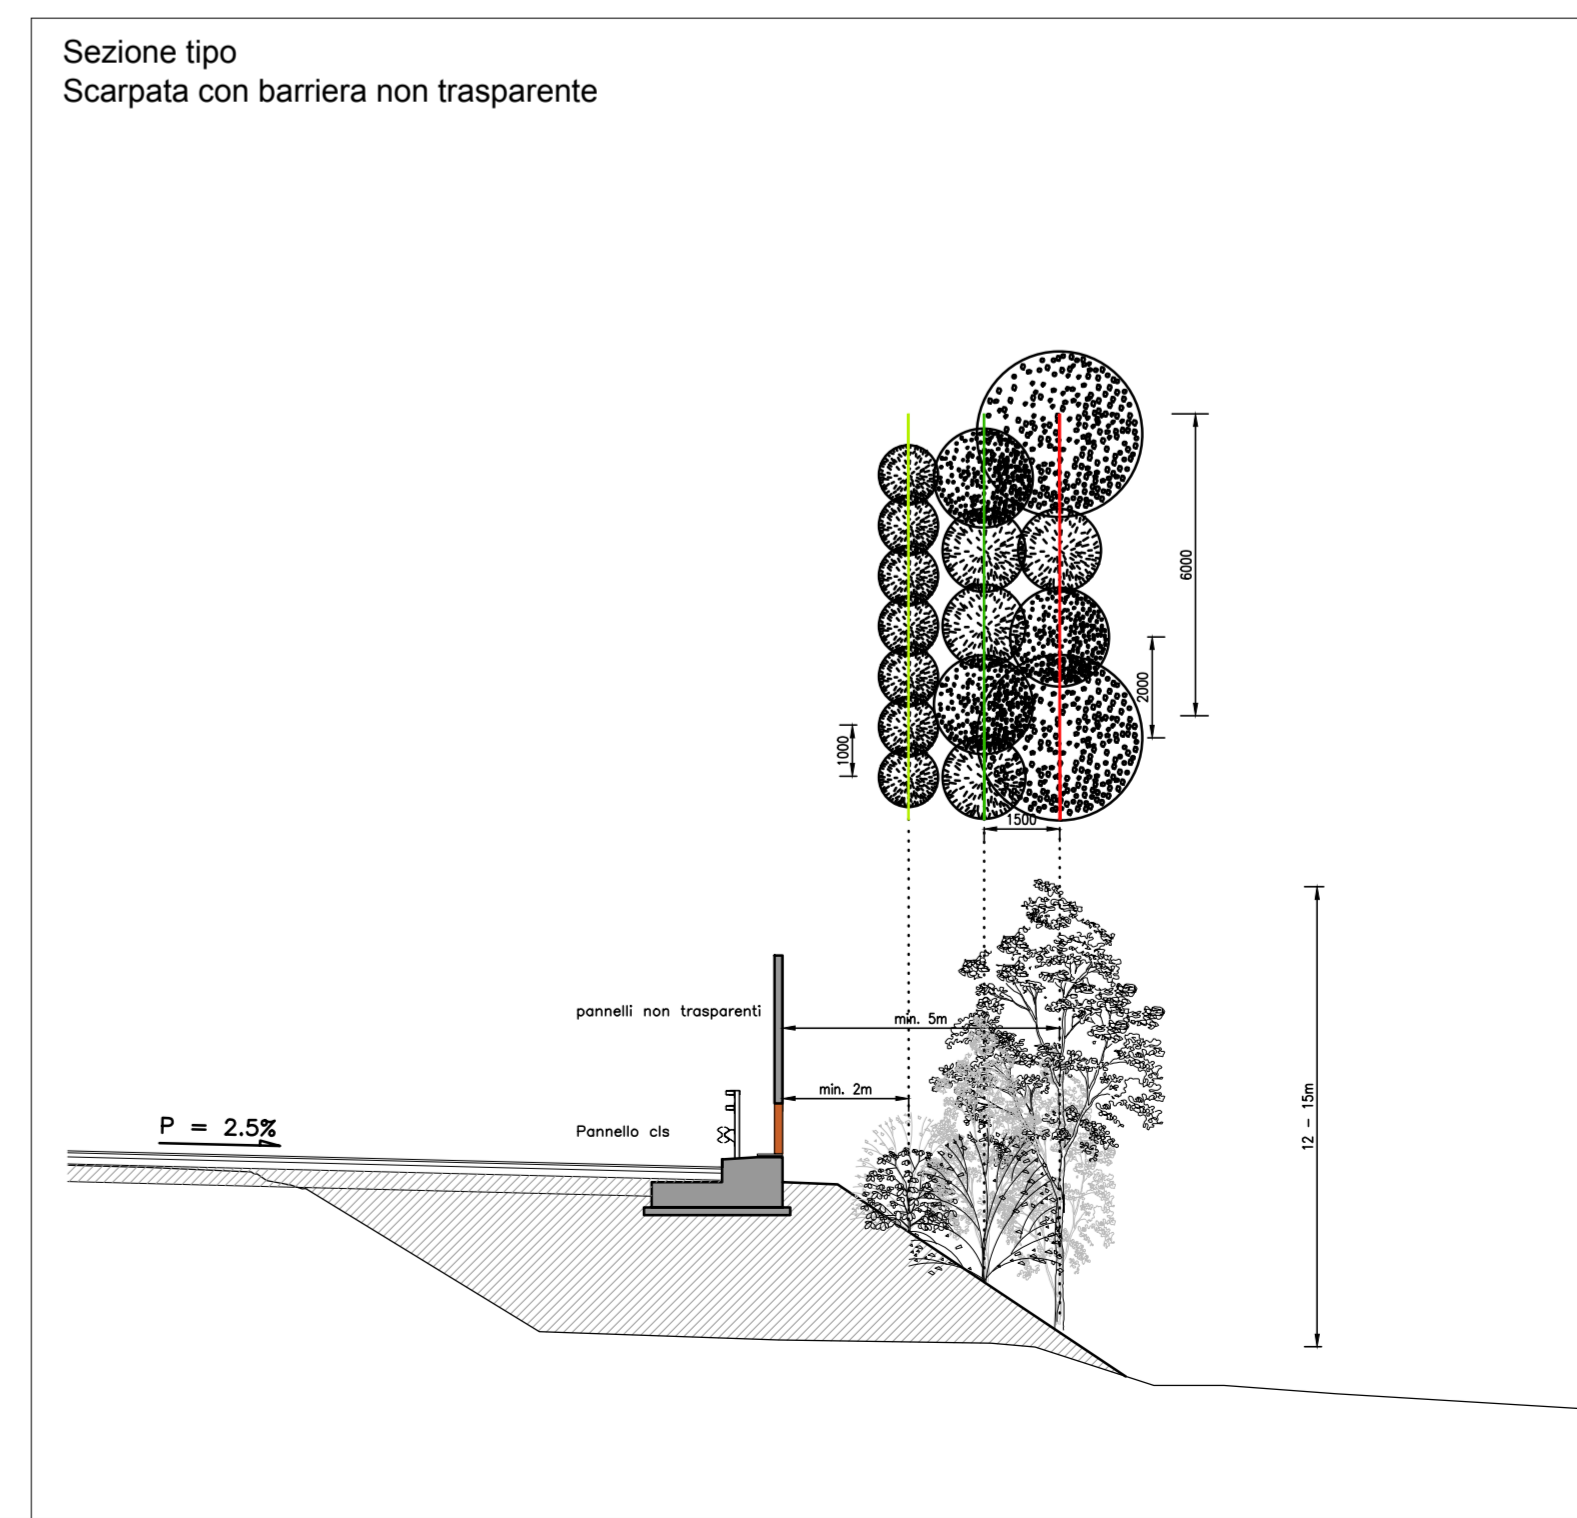 Sezione tipo
Scarpata con barriera non trasparente
6000
2000
1000
1500
pannelli non trasparenti
min. 5m
min. 2m
12 - 15m
P = 2.5%
Pannello cls